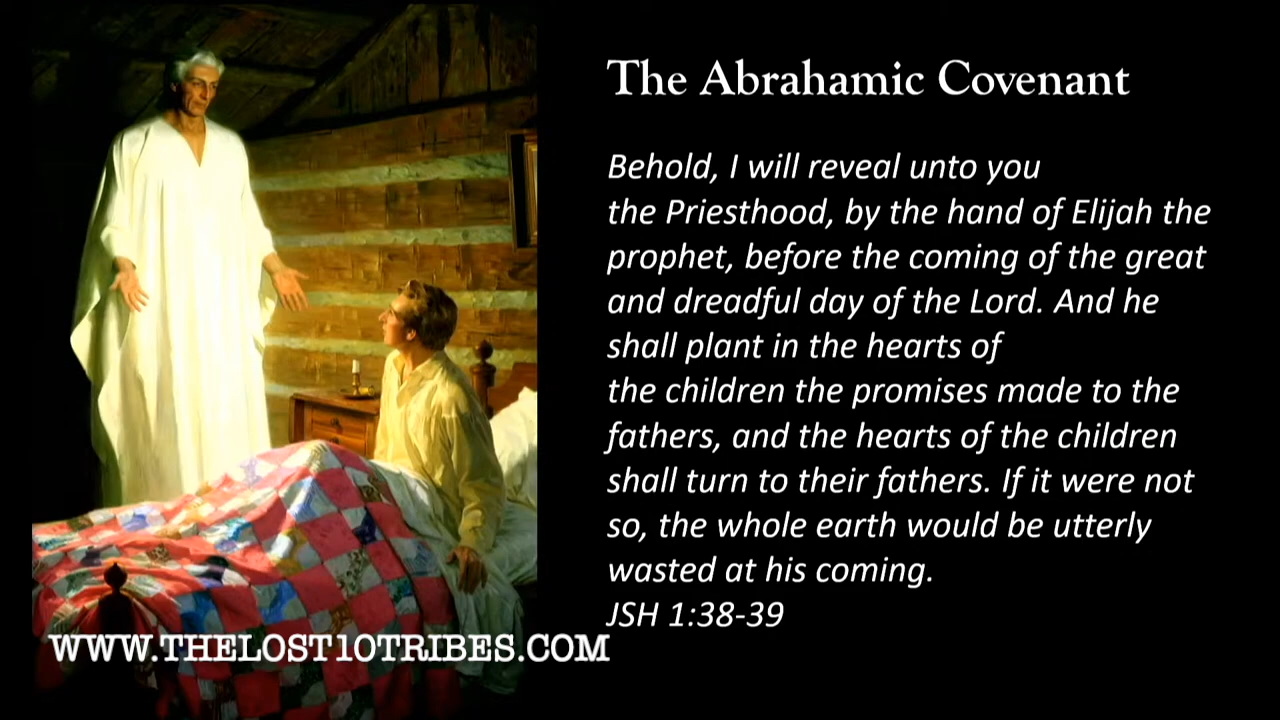 The Abrahamic Covenant
Behold, I will reveal unto you
the Priesthood, by the hand of Elijah the
prophet, before the coming of the great
and dreadful day of the Lord. And he
shall plant in the hearts of
the children the promises made to the
fathers, and the hearts of the children
shall turn to their fathers. If it were not
so, the whole earth would be utterly
wasted at his coming.
JSH 1:38-39
WWW.THELOST10TRIBES.COM